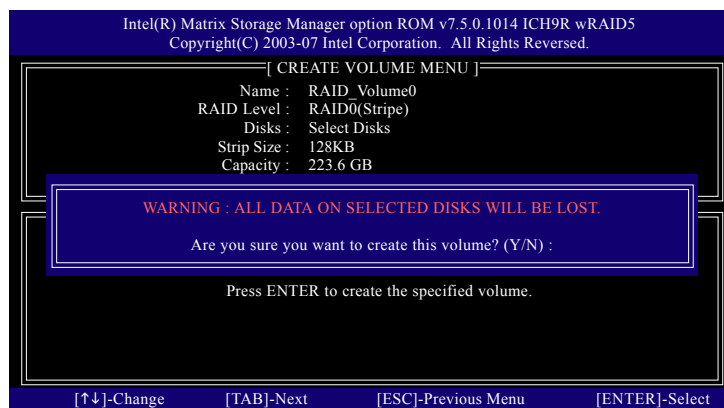 Intel(R) Matrix Storage Manager option ROM v7.5.0.1014 ICH9R wRAID5
Copyright(C) 2003-07 Intel Corporation. All Rights Reversed.
[ CREATE VOLUME MENU ]
Name : RAID_Volume0
RAID Level : RAID0(Stripe)
Disks : Select Disks
Strip Size : 128KB
Capacity : 223.6 GB
WARNING : ALL DATA ON SELECTED DISKS WILL BE LOST.
Are you sure you want to create this volume? (Y/N) :
Press ENTER to create the specified volume.
[↑↓]-Change [TAB]-Next [ESC]-Previous Menu [ENTER]-Select